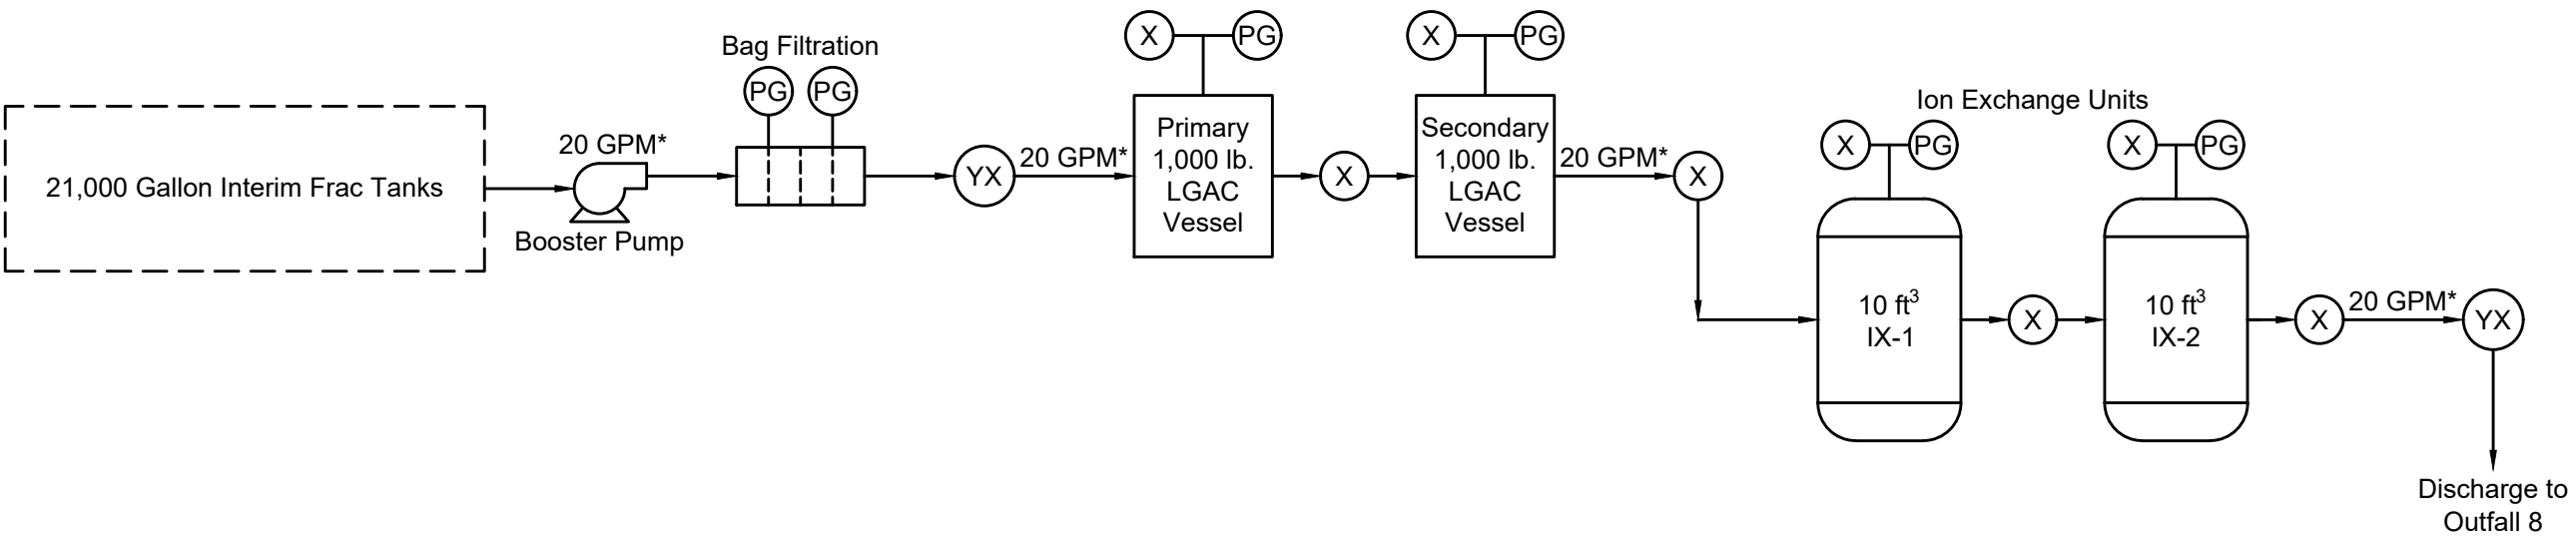 21,000 Gallon Interim Frac Tanks
20 GPM*
Booster Pump
Bag Filtration
PG PG
YX
20 GPM*
X PG
Primary
1,000 lb.
LGAC
Vessel
X
X PG
Secondary
1,000 lb.
LGAC
Vessel
20 GPM*
X
Ion Exchange Units
X PG
10 ft³
IX-1
X
X PG
10 ft³
IX-2
X
20 GPM*
YX
Discharge to
Outfall 8